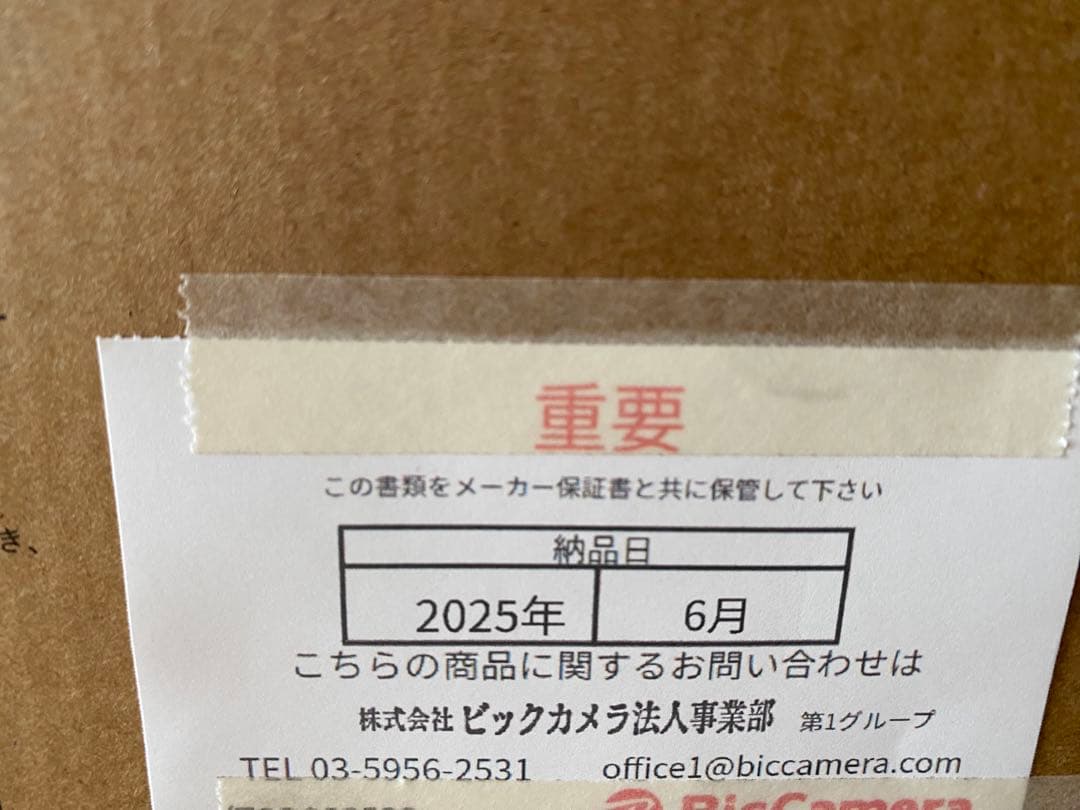 重要
この書類をメーカー保証書と共に保管して下さい
納品日
2025年 6月
こちらの商品に関するお問い合わせは
き、
株式会社 ビックカメラ法人事業部 第1グループ
TEL 03-5956-2531 office1@biccamera.com
BicCamera